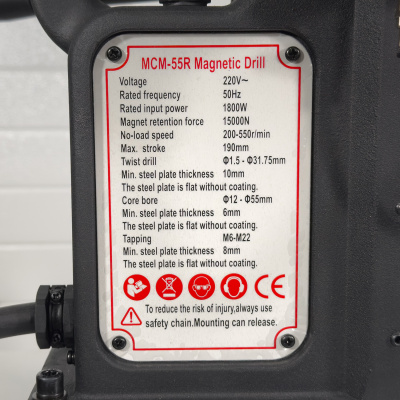 MCM-55R Magnetic Drill
Voltage 220V~
Rated frequency 50Hz
Rated input power 1800W
Magnet retention force 15000N
No-load speed 200-550r/min
Max. stroke 190mm
Twist drill Φ1.5 - Φ31.75mm
Min. steel plate thickness 10mm
The steel plate is flat without coating.
Core bore Φ12 - Φ55mm
Min. steel plate thickness 6mm
The steel plate is flat without coating.
Tapping M6-M22
Min. steel plate thickness 8mm
The steel plate is flat without coating.
CE
To reduce the risk of injury,always use
safety chain.Mounting can release.